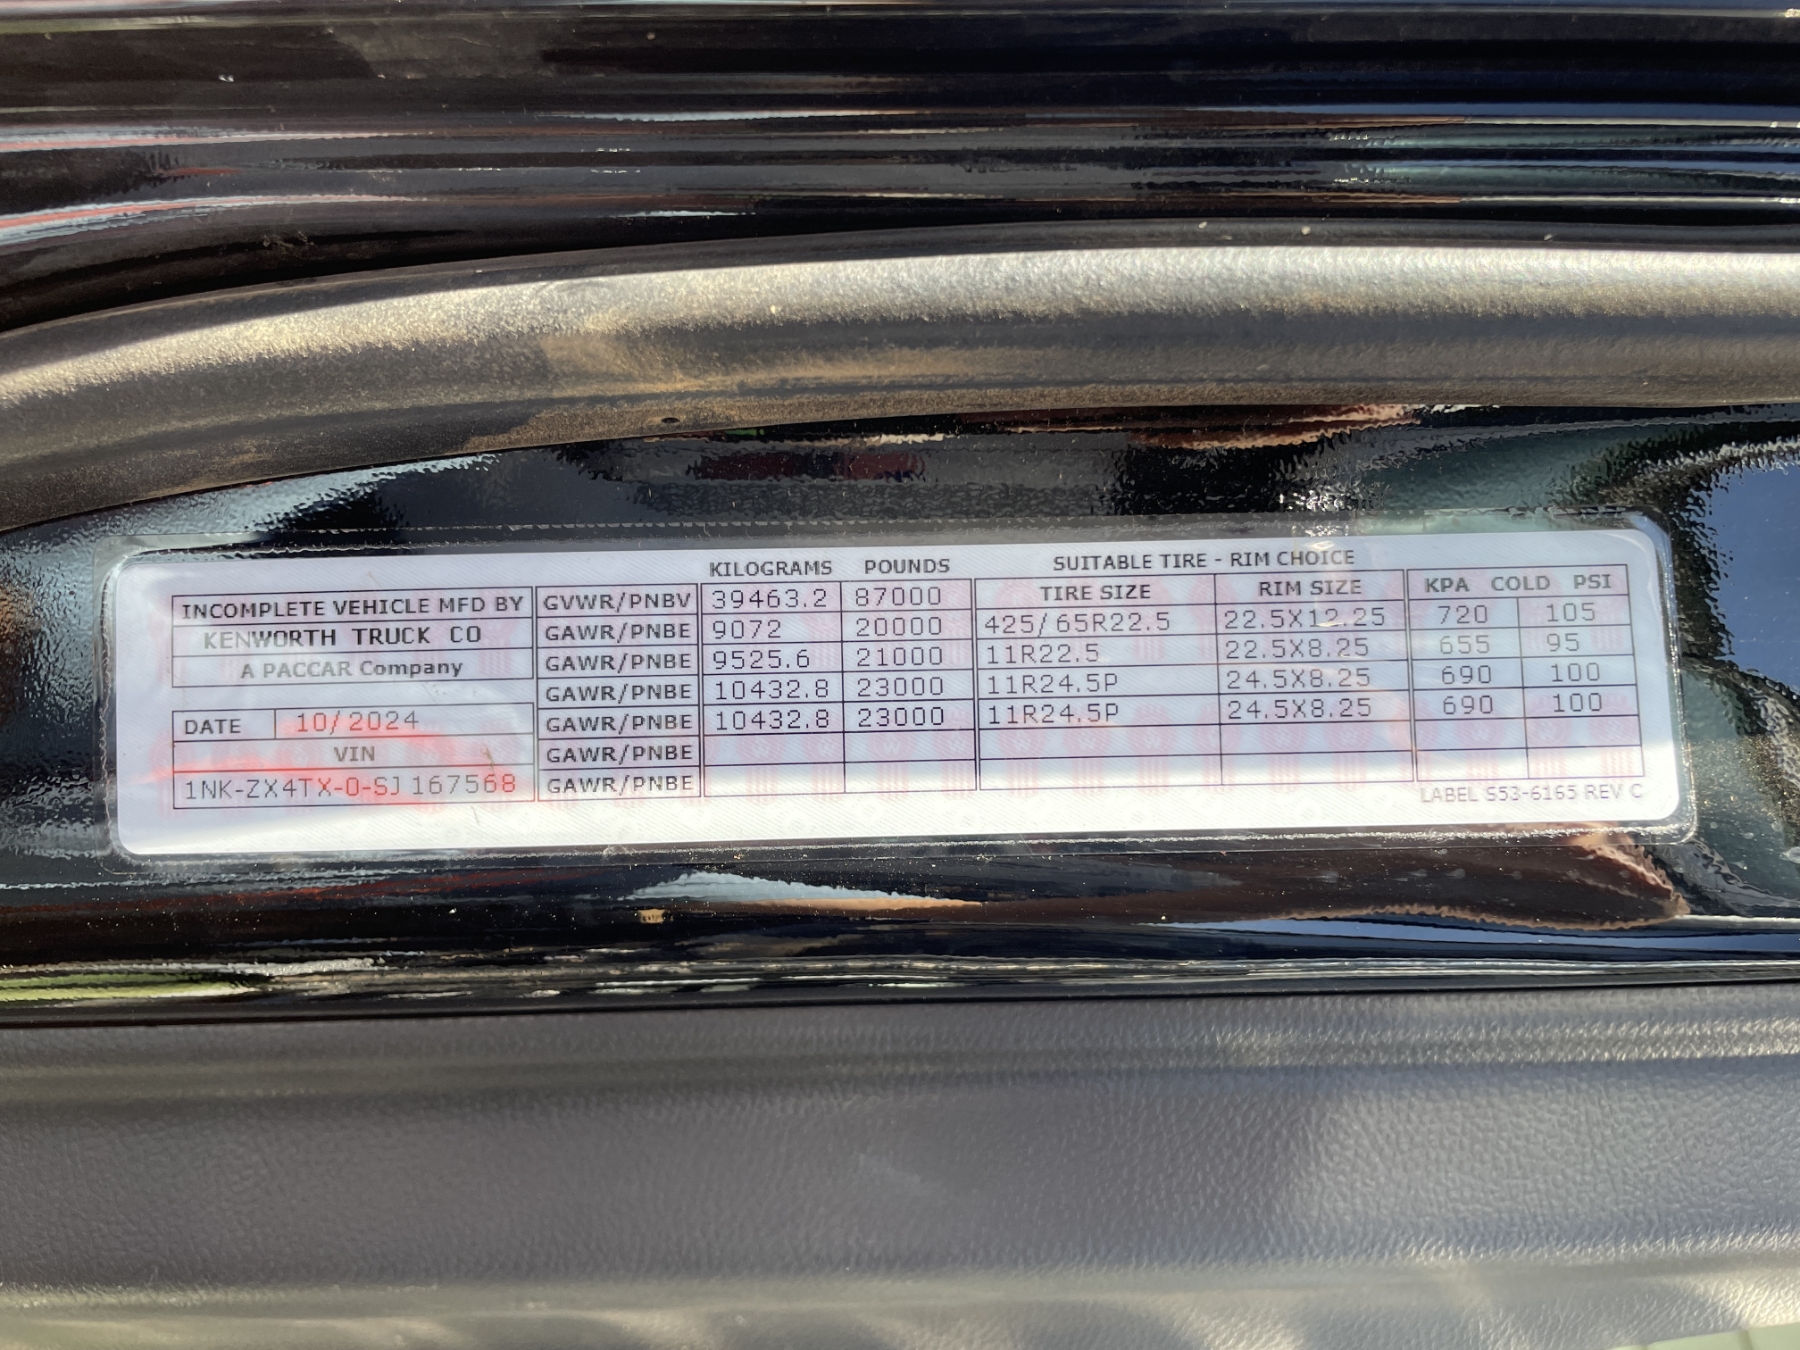 KILOGRAMS POUNDS SUITABLE TIRE - RIM CHOICE
INCOMPLETE VEHICLE MFD BY
KENWORTH TRUCK CO
A PACCAR Company
DATE 10/2024
VIN
1NK-ZX4TX-0-SJ167568
TIRE SIZE RIM SIZE KPA COLD PSI
GVWR/PNBV 39463.2 87000
GAWR/PNBE 9072 20000 425/65R22.5 22.5X12.25 720 105
GAWR/PNBE 9525.6 21000 11R22.5 22.5X8.25 655 95
GAWR/PNBE 10432.8 23000 11R24.5P 24.5X8.25 690 100
GAWR/PNBE 10432.8 23000 11R24.5P 24.5X8.25 690 100
GAWR/PNBE
GAWR/PNBE
LABEL S53-6165 REV C